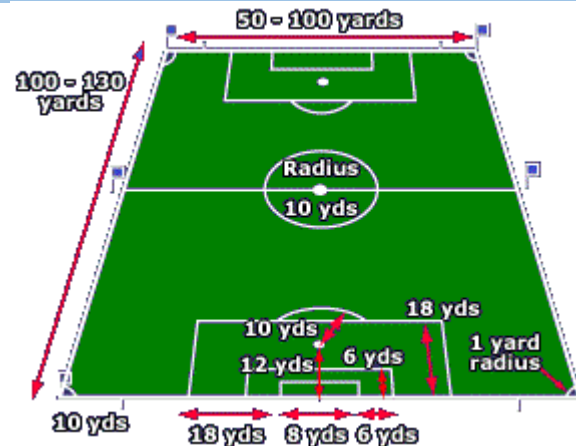 50 - 100 yards
100 - 130
yards
Radius
10 yds
10 yds
18 yds
12 yds
6 yds
1 yard
radius
10 yds
18 yds
8 yds
6 yds